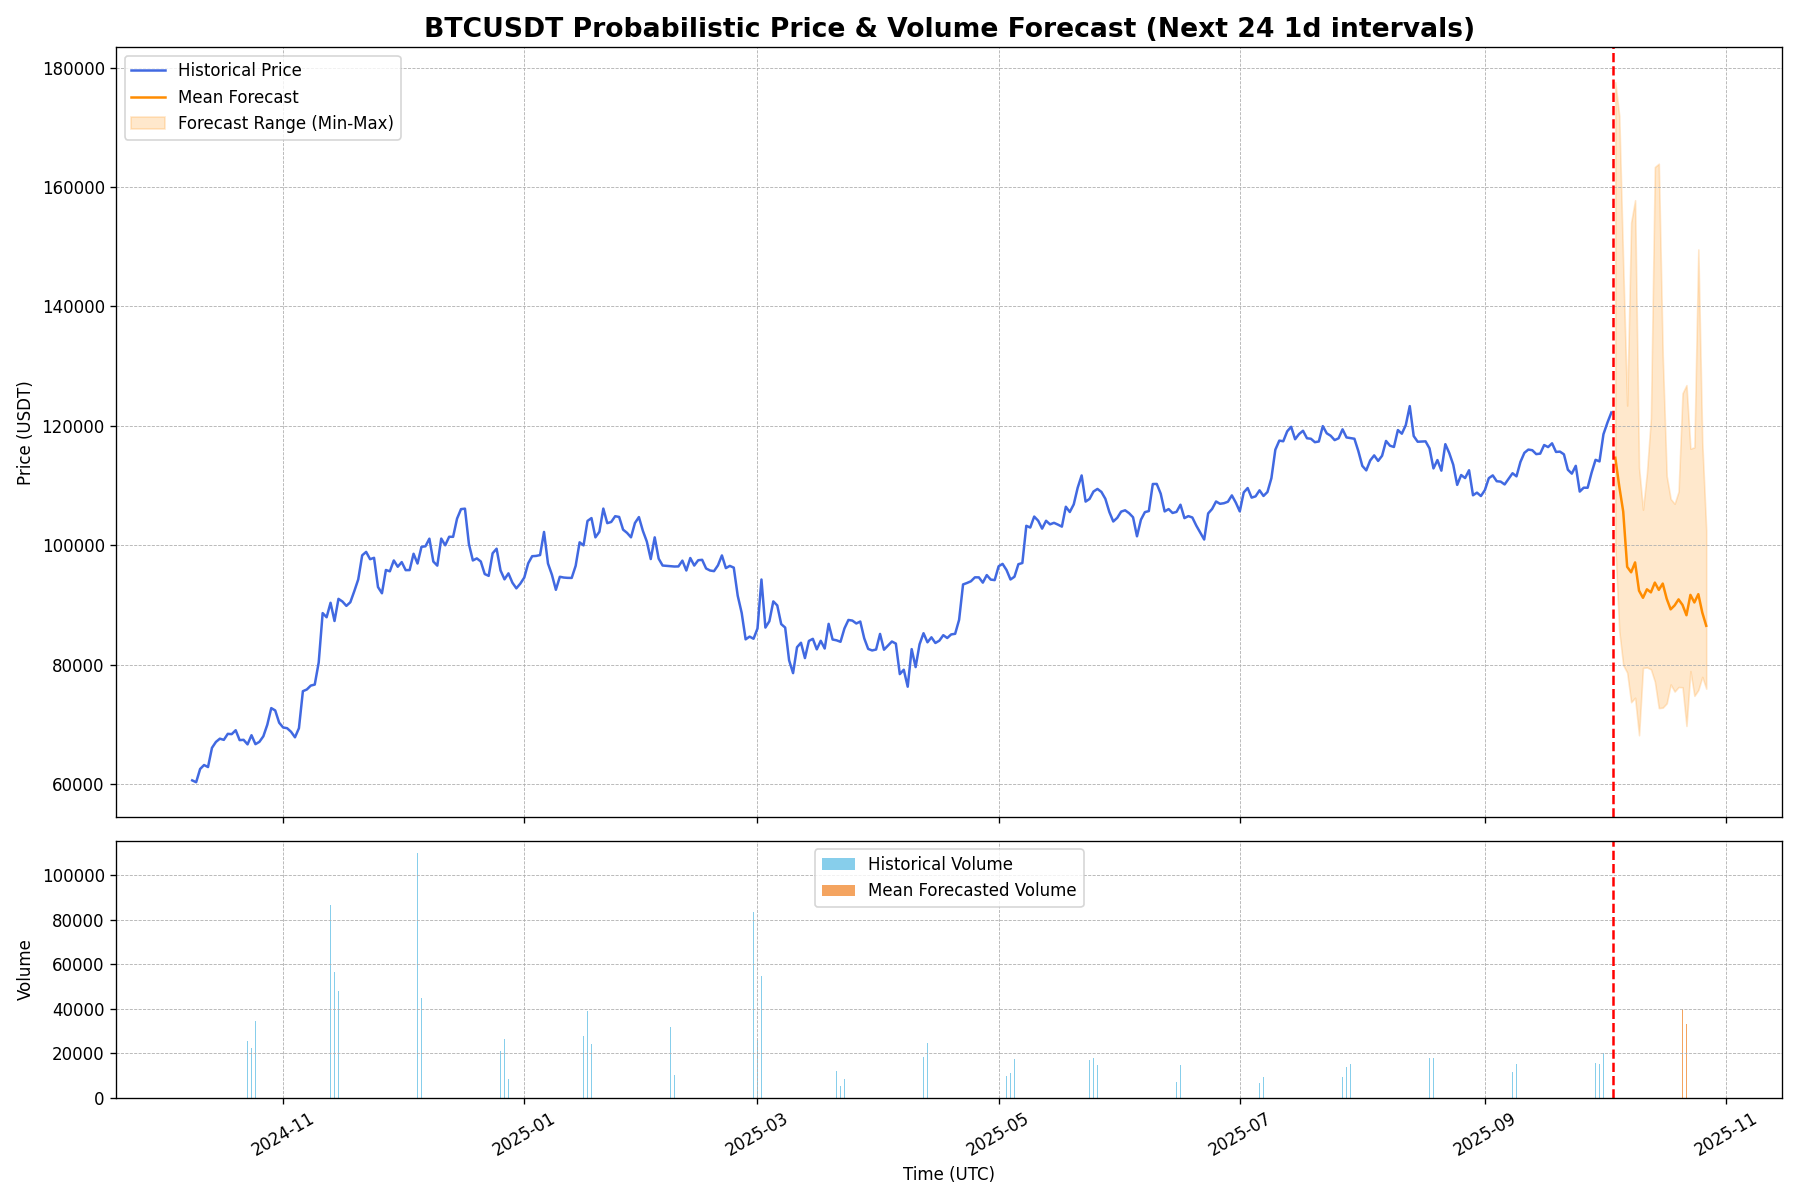 BTCUSDT Probabilistic Price & Volume Forecast (Next 24 1d intervals)
Historical Price
Mean Forecast
Forecast Range (Min-Max)
180000
160000
140000
120000
100000
80000
60000
Price (USDT)
Historical Volume
Mean Forecasted Volume
100000
80000
60000
40000
20000
0
Volume
2024-11
2025-01
2025-03
2025-05
2025-07
2025-09
2025-11
Time (UTC)